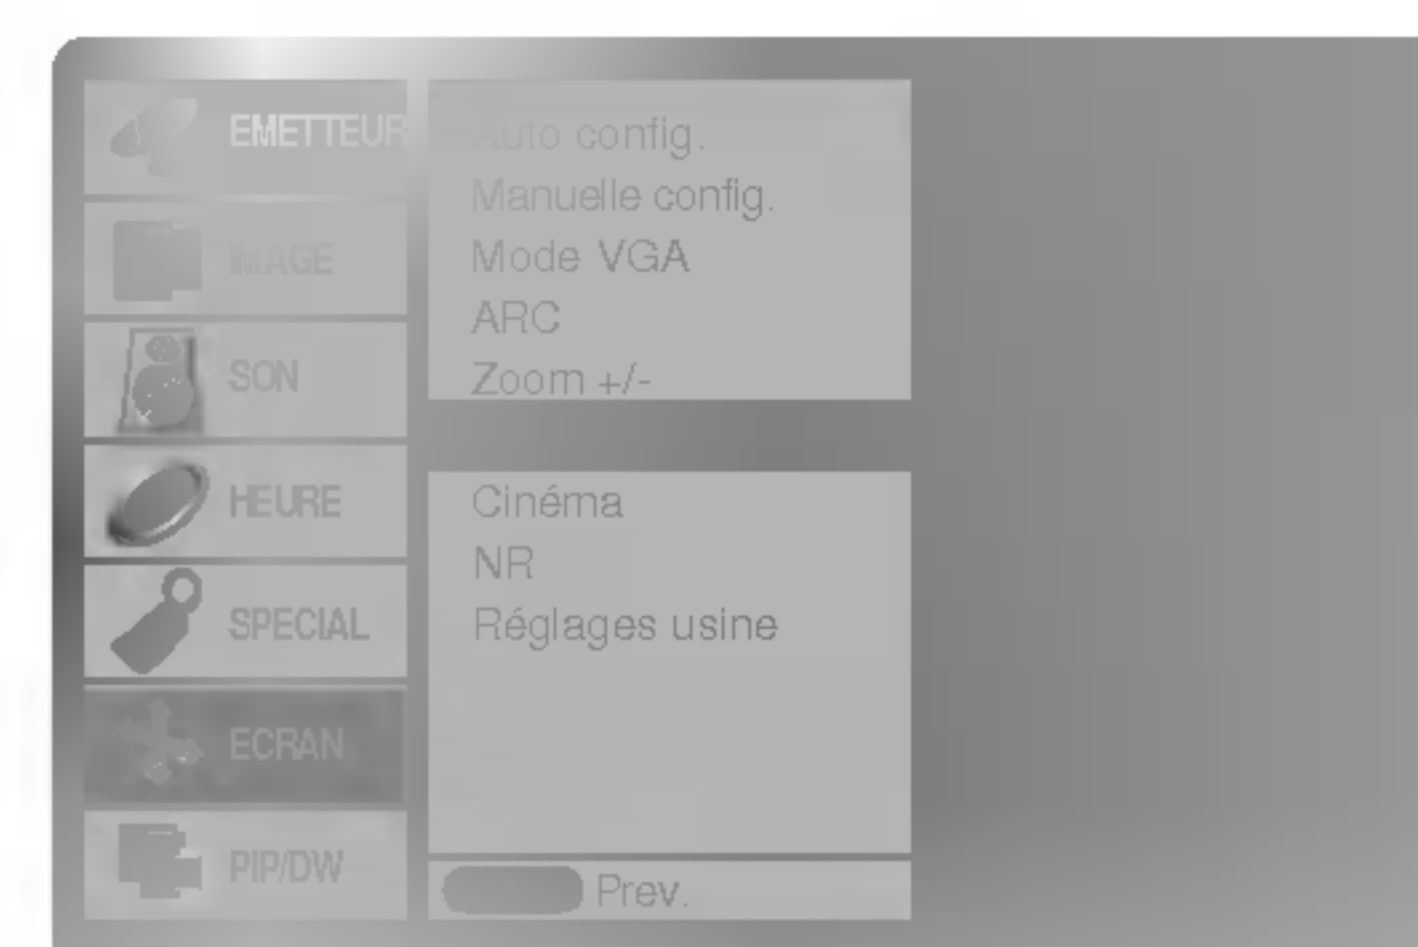 EMETTEUR
IMAGE
SON
HEURE
SPECIAL
ECRAN
PIP/DW
Auto config.
Manuelle config.
Mode VGA
ARC
Zoom +/-
Cinéma
NR
Réglages usine
Prev.